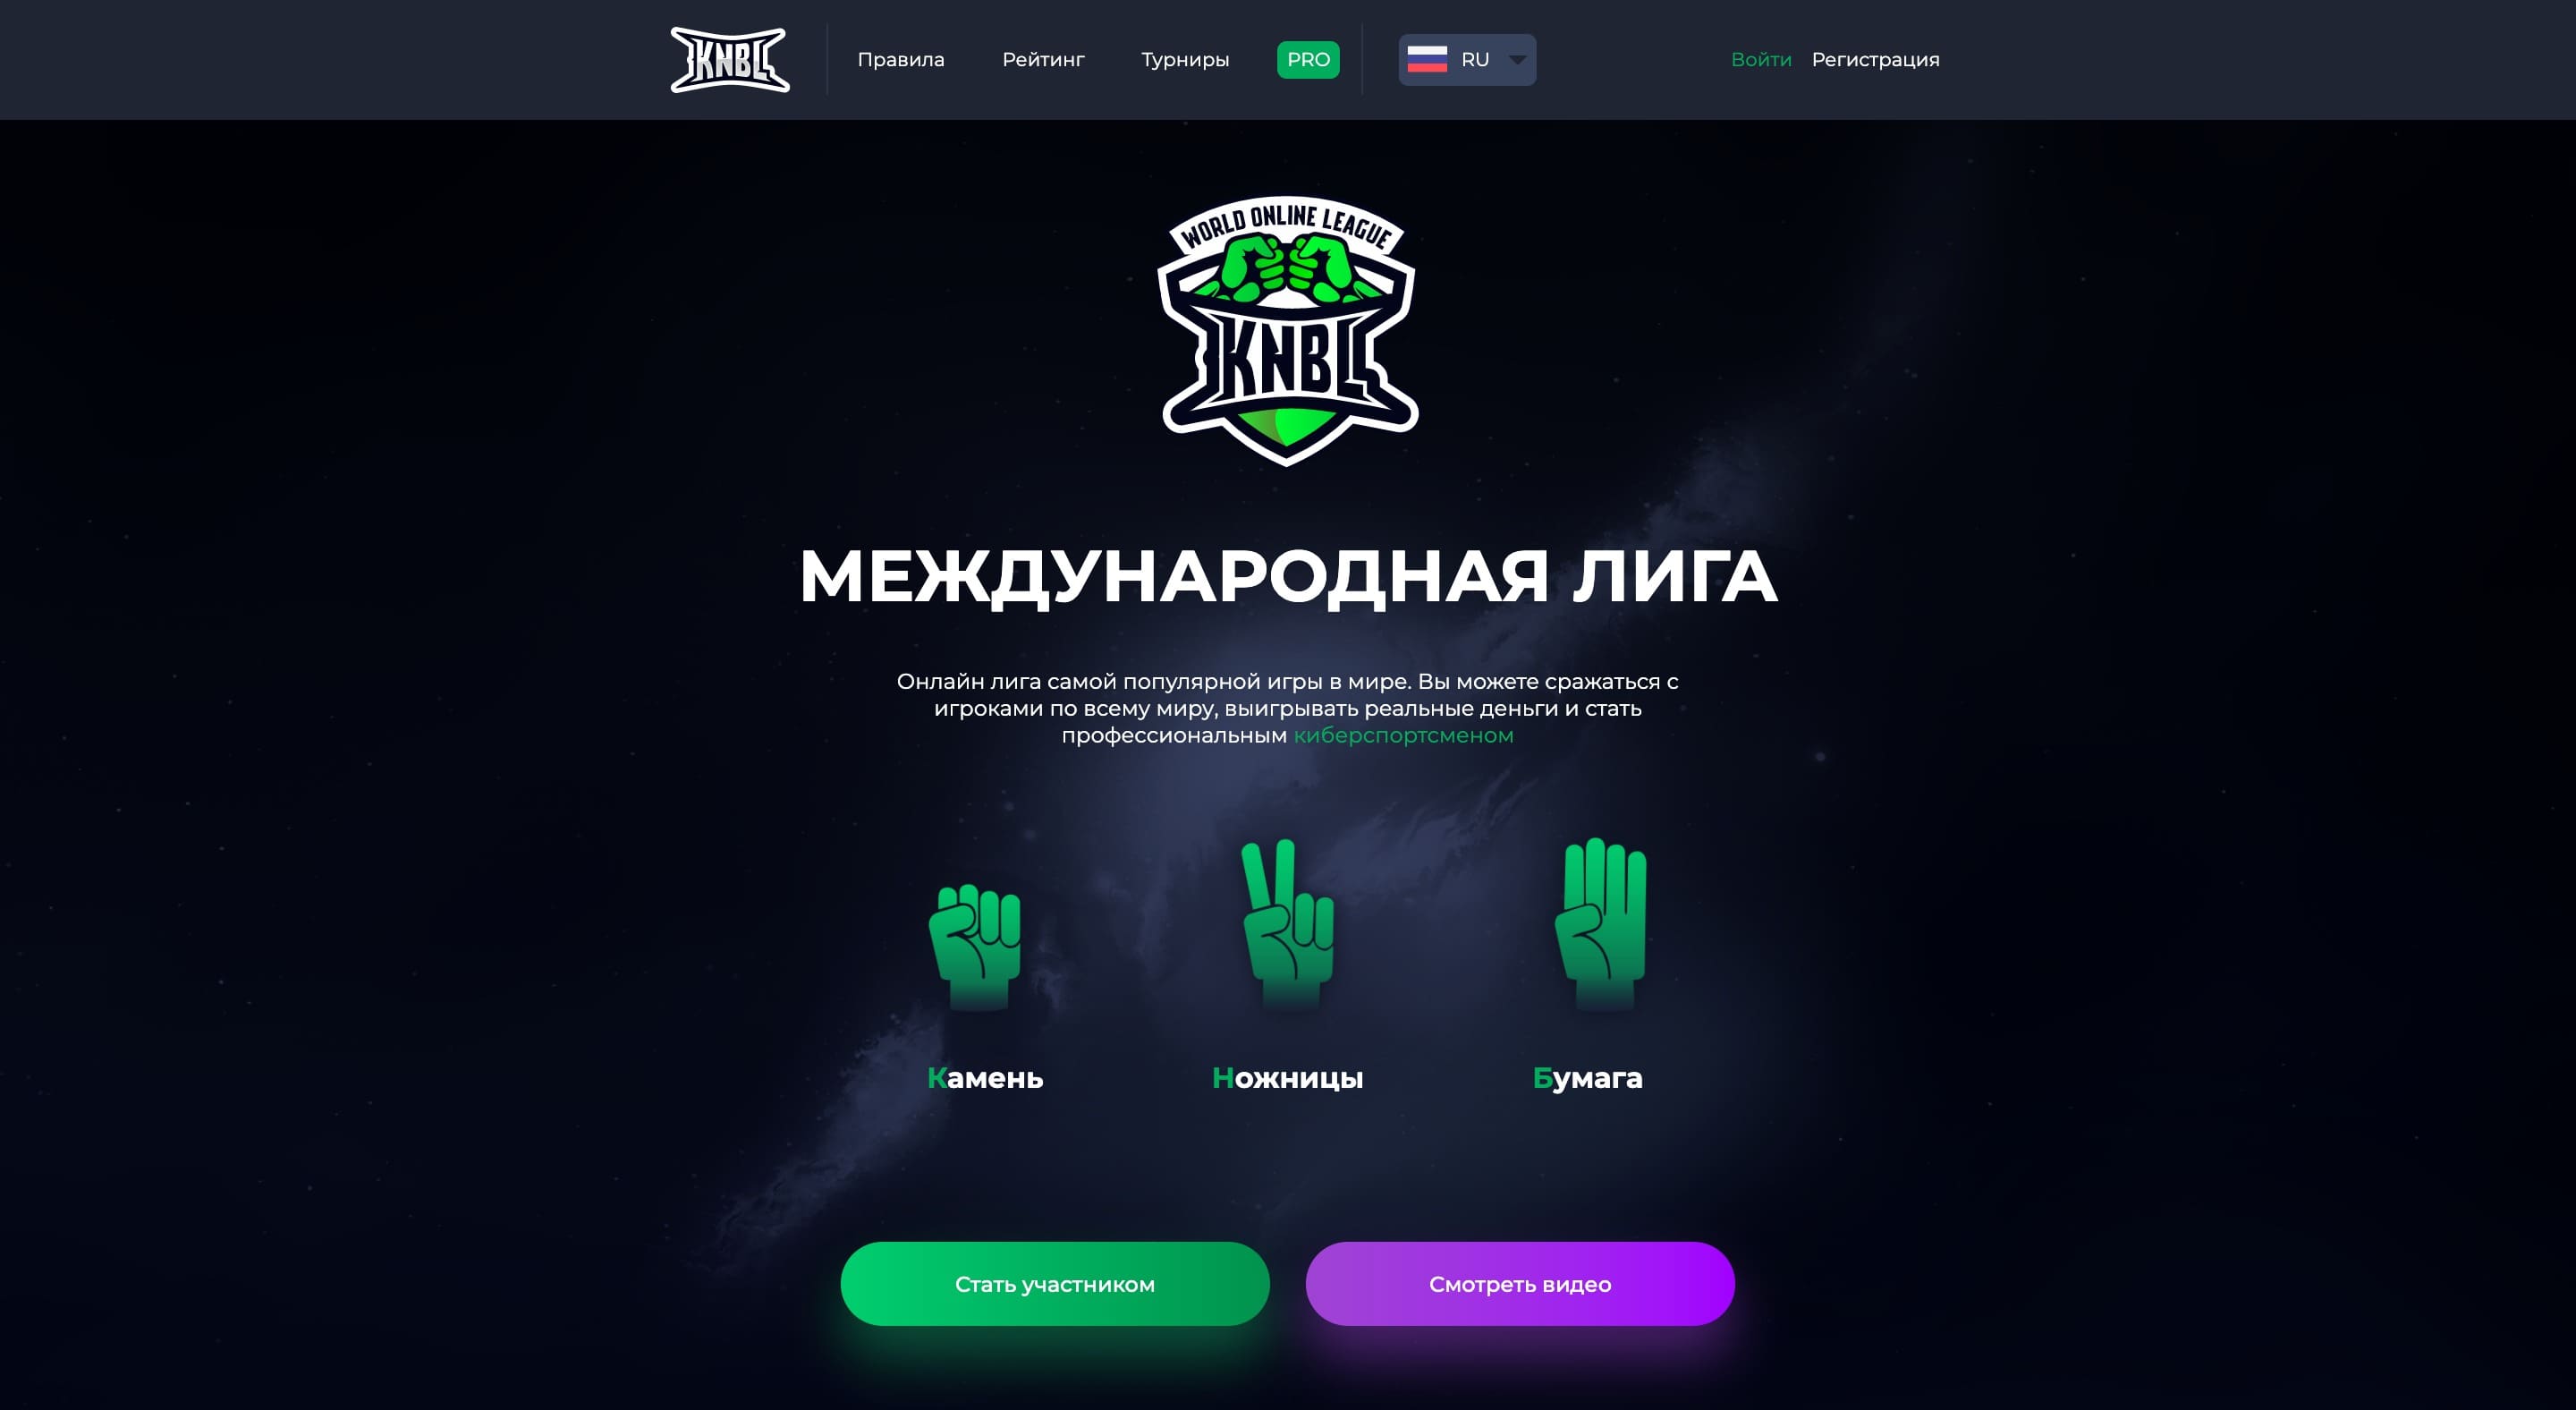 KNBL
Правила
Рейтинг
Турниры
PRO
RU
Войти
Регистрация
WORLD ONLINE LEAGUE
KNBL
МЕЖДУНАРОДНАЯ ЛИГА
Онлайн лига самой популярной игры в мире. Вы можете сражаться с
игроками по всему миру, выигрывать реальные деньги и стать
профессиональным киберспортсменом
Камень
Ножницы
Бумага
Стать участником
Смотреть видео